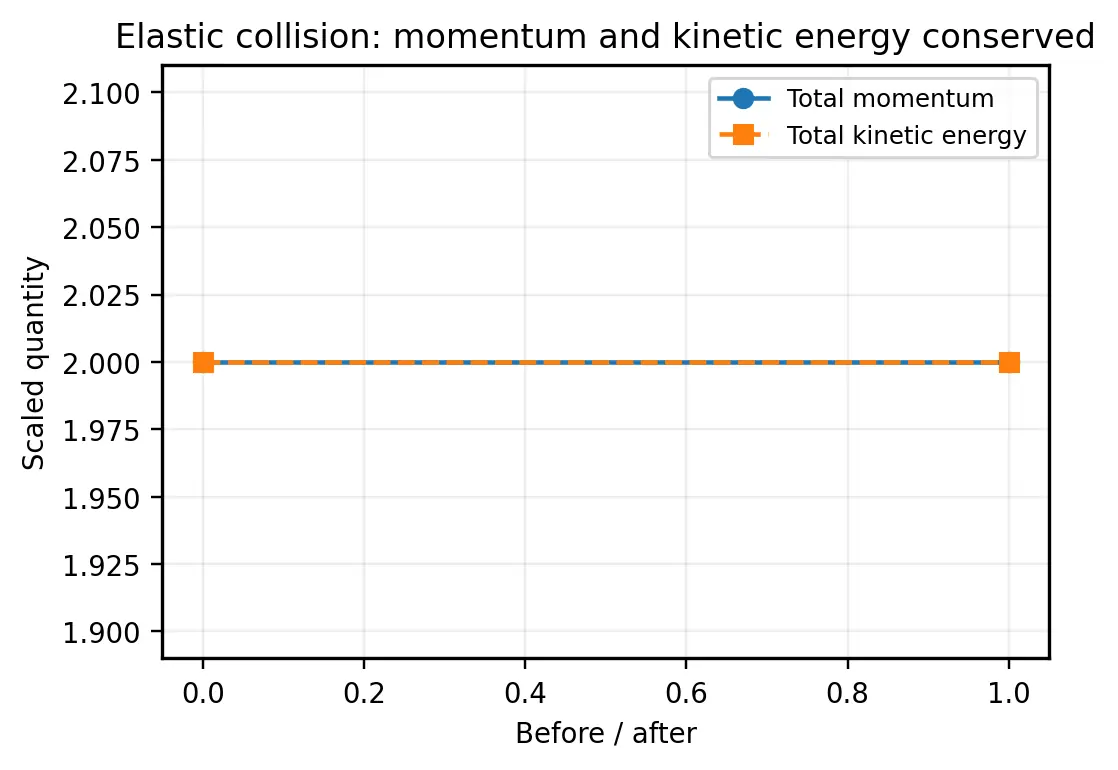 Elastic collision: momentum and kinetic energy conserved
Total momentum
Total kinetic energy
Scaled quantity
2.100
2.075
2.050
2.025
2.000
1.975
1.950
1.925
1.900
0.0 0.2 0.4 0.6 0.8 1.0
Before / after